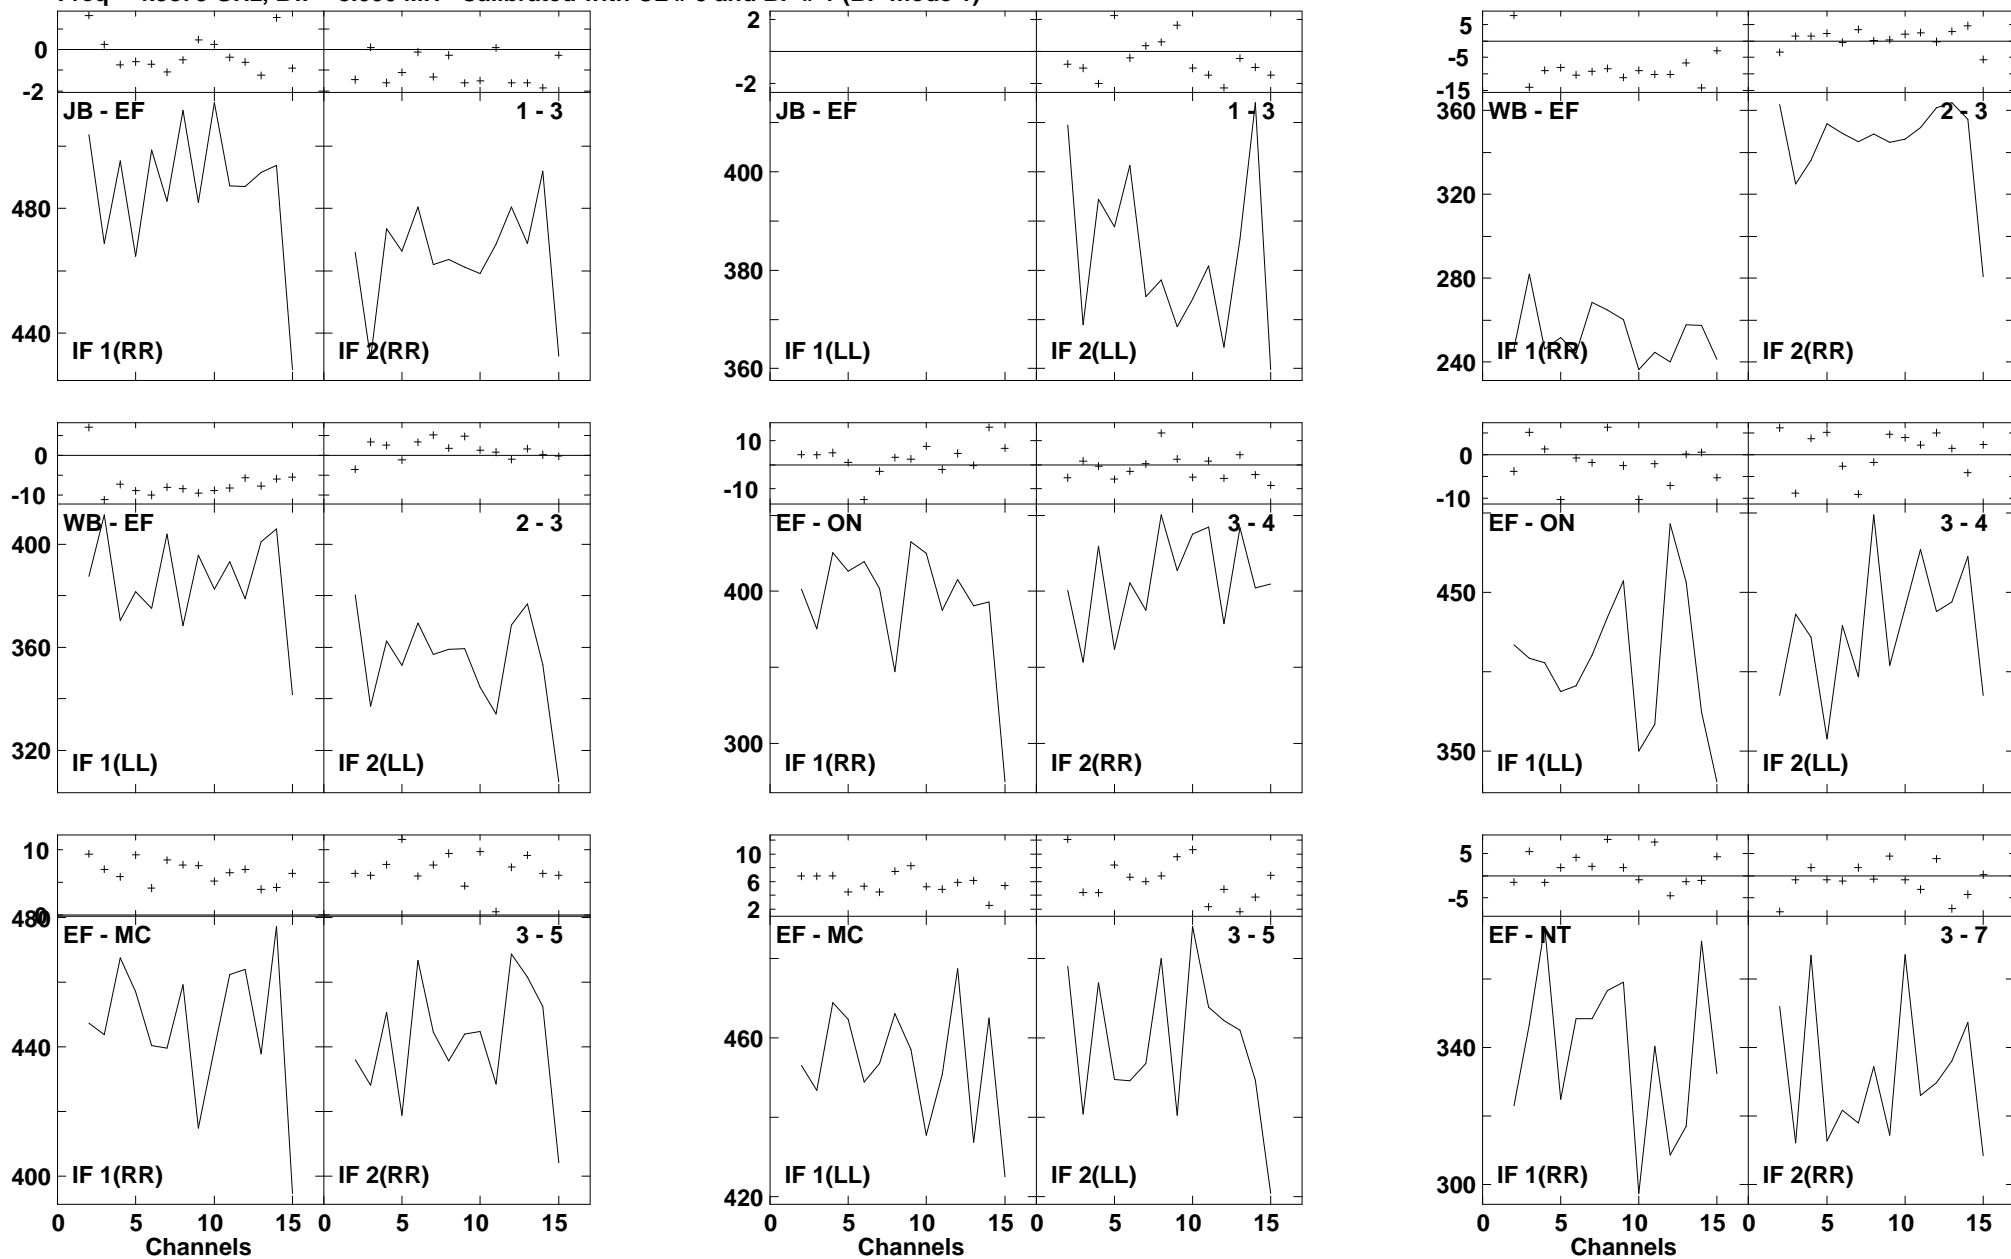 0
-2
JB - EF
1 - 3
480
440
IF 1(RR)
IF 2(RR)
2
-2
JB - EF
1 - 3
400
380
360
IF 1(LL)
IF 2(LL)
5
-5
-15
WB - EF
2 - 3
360
320
280
240
IF 1(RR)
IF 2(RR)
0
-10
WB - EF
2 - 3
400
360
320
IF 1(LL)
IF 2(LL)
10
-10
EF - ON
3 - 4
400
300
IF 1(RR)
IF 2(RR)
0
-10
EF - ON
3 - 4
450
350
IF 1(LL)
IF 2(LL)
10
0
480
EF - MC
3 - 5
440
400
IF 1(RR)
IF 2(RR)
0 5 10 15 0 5 10 15
Channels
10
6
2
EF - MC
3 - 5
460
420
IF 1(LL)
IF 2(LL)
0 5 10 15 0 5 10 15
Channels
5
-5
EF - NT
3 - 7
340
300
IF 1(RR)
IF 2(RR)
0 5 10 15 0 5 10 15
Channels